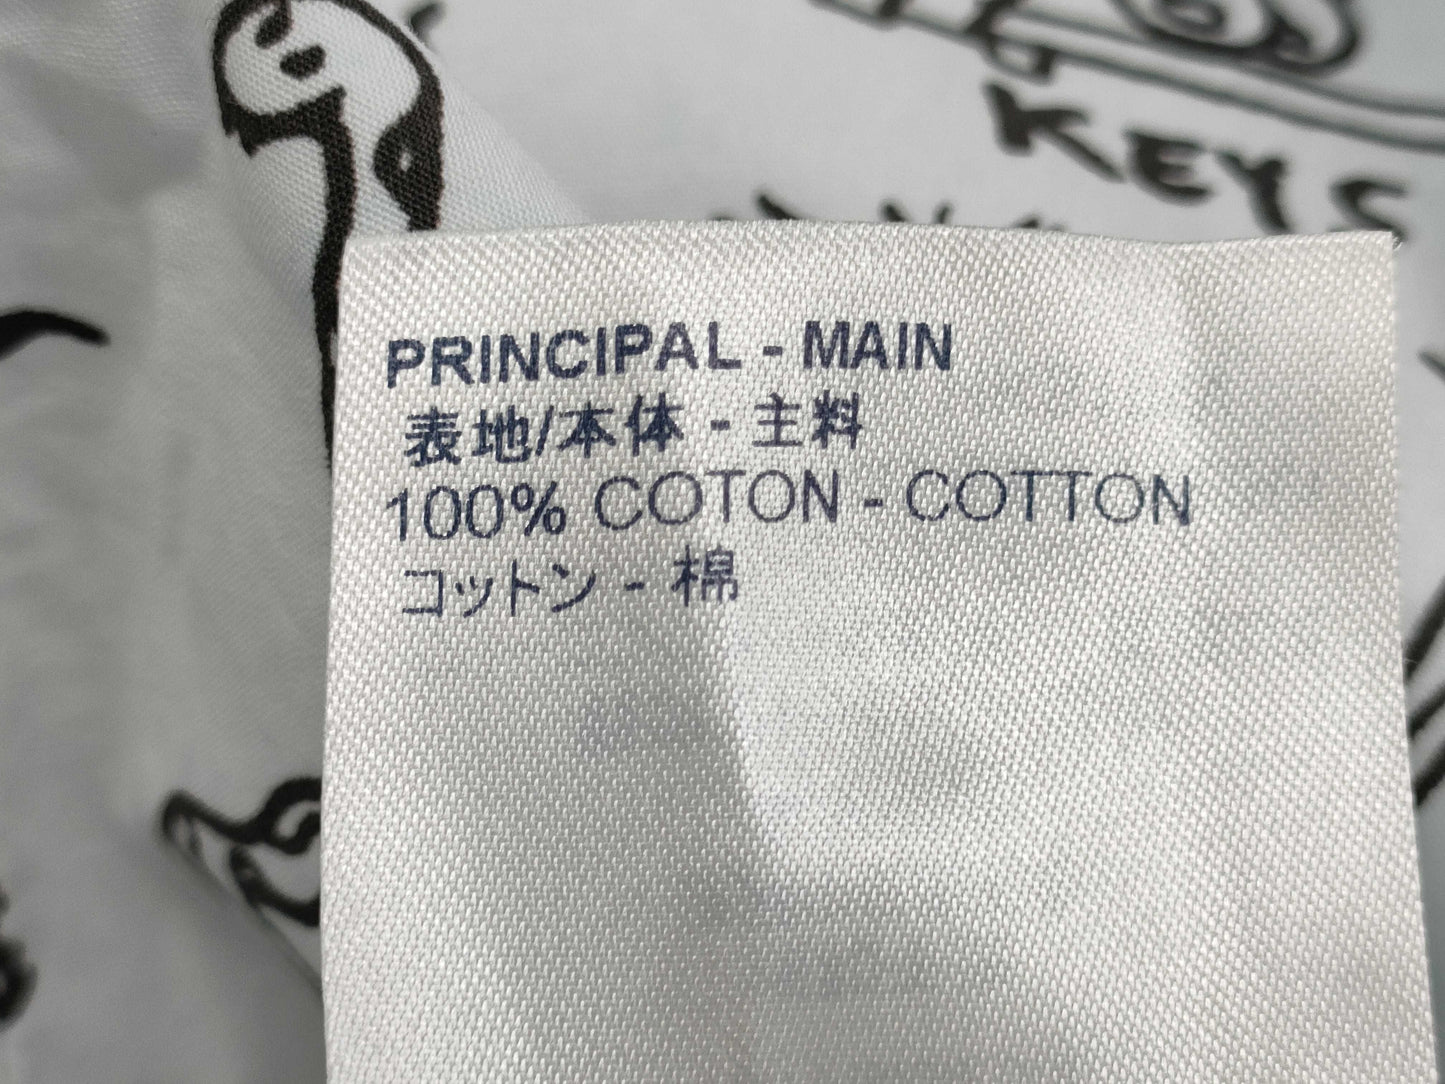 KEYS
PRINCIPAL - MAIN
表地/本体 - 主料
100% COTON - COTTON
コットン - 棉